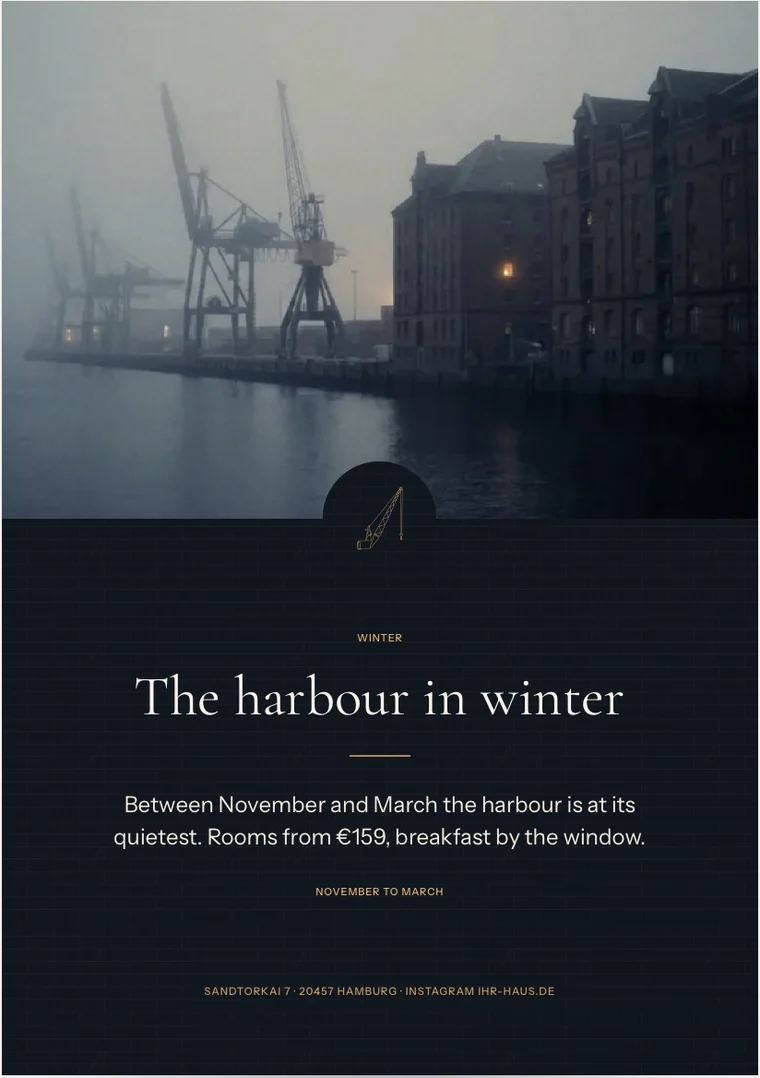 WINTER
The harbour in winter
Between November and March the harbour is at its
quietest. Rooms from €159, breakfast by the window.
NOVEMBER TO MARCH
SANDTORKAI 7 · 20457 HAMBURG · INSTAGRAM IHR-HAUS.DE